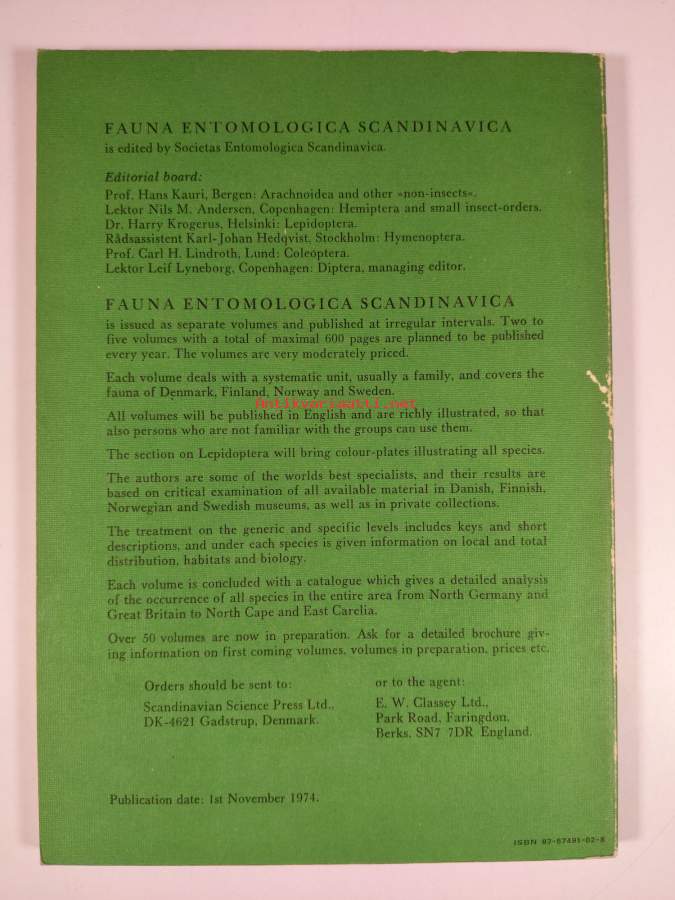 FAUNA ENTOMOLOGICA SCANDINAVICA
is edited by Societas Entomologica Scandinavica.
Editorial board:
Prof. Hans Kauri, Bergen: Arachnoidea and other »non-insects«.
Lektor Nils M. Andersen, Copenhagen: Hemiptera and small insect-orders.
Dr. Harry Krogerus, Helsinki: Lepidoptera.
Rådsassistent Karl-Johan Hedqvist, Stockholm: Hymenoptera.
Prof. Carl H. Lindroth, Lund: Coleoptera.
Lektor Leif Lyneborg, Copenhagen: Diptera, managing editor.
FAUNA ENTOMOLOGICA SCANDINAVICA
is issued as separate volumes and published at irregular intervals. Two to
five volumes with a total of maximal 600 pages are planned to be published
every year. The volumes are very moderately priced.
Each volume deals with a systematic unit, usually a family, and covers the
fauna of Denmark, Finland, Norway and Sweden.
Antikvariaatti.net
All volumes will be published in English and are richly illustrated, so that
also persons who are not familiar with the groups can use them.
The section on Lepidoptera will bring colour-plates illustrating all species.
The authors are some of the worlds best specialists, and their results are
based on critical examination of all available material in Danish, Finnish,
Norwegian and Swedish museums, as well as in private collections.
The treatment on the generic and specific levels includes keys and short
descriptions, and under each species is given information on local and total
distribution, habitats and biology.
Each volume is concluded with a catalogue which gives a detailed analysis
of the occurrence of all species in the entire area from North Germany and
Great Britain to North Cape and East Carelia.
Over 50 volumes are now in preparation. Ask for a detailed brochure giv-
ing information on first coming volumes, volumes in preparation, prices etc.
Orders should be sent to:
Scandinavian Science Press Ltd.,
DK-4621 Gadstrup, Denmark.
or to the agent:
E. W. Classey Ltd.,
Park Road, Faringdon,
Berks. SN7 7DR England.
Publication date: 1st November 1974.
ISBN 87-87491-02-8